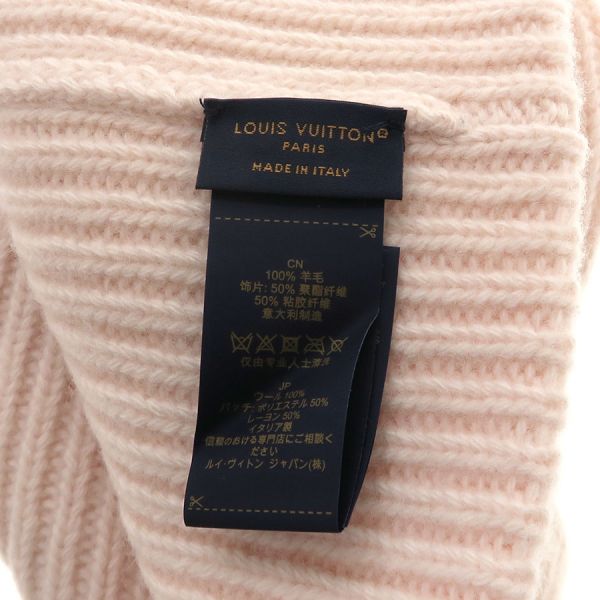 LOUIS VUITTON®
PARIS
MADE IN ITALY
CN
100% 羊毛
饰片: 50% 聚酯纤维
50% 粘胶纤维
意大利制造
仅由专业人士清洗
JP
ウール 100%
パッチ: ポリエステル 50%
レーヨン 50%
イタリア製
信頼のおける専門店にご相談く
ださい
ルイ・ヴィトン ジャパン(株)